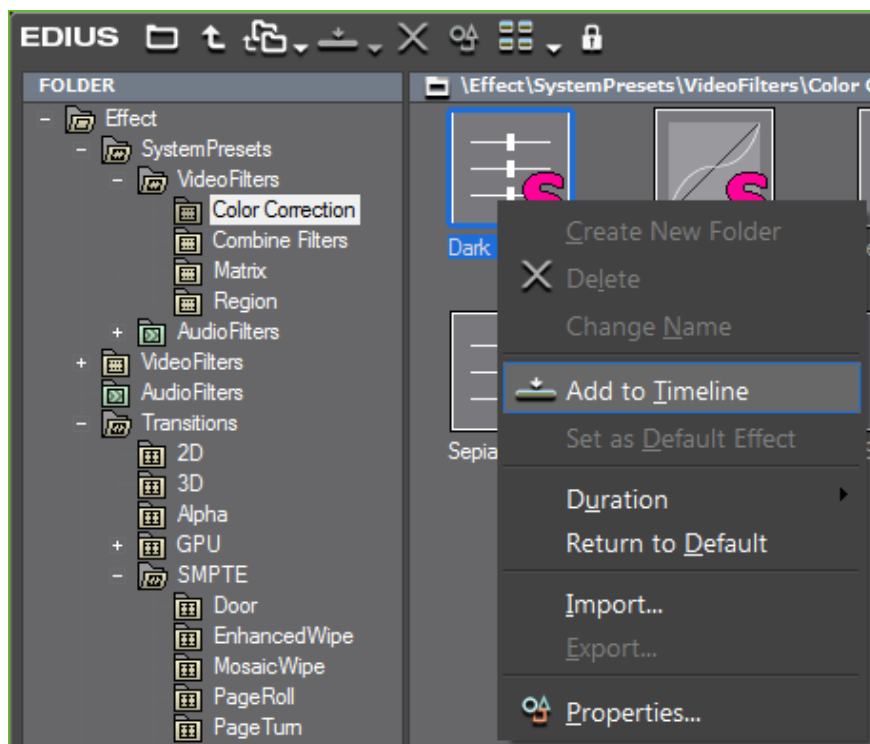 EDIUS
FOLDER
\Effect\SystemPresets\VideoFilters\Color
Effect
SystemPresets
VideoFilters
Color Correction
Combine Filters
Matrix
Region
AudioFilters
VideoFilters
AudioFilters
Transitions
2D
3D
Alpha
GPU
SMPTE
Door
EnhancedWipe
MosaicWipe
PageRoll
PageTurn
S
S
Dark
Sepia
Create New Folder
Delete
Change Name
Add to Timeline
Set as Default Effect
Duration
Return to Default
Import...
Export...
Properties...